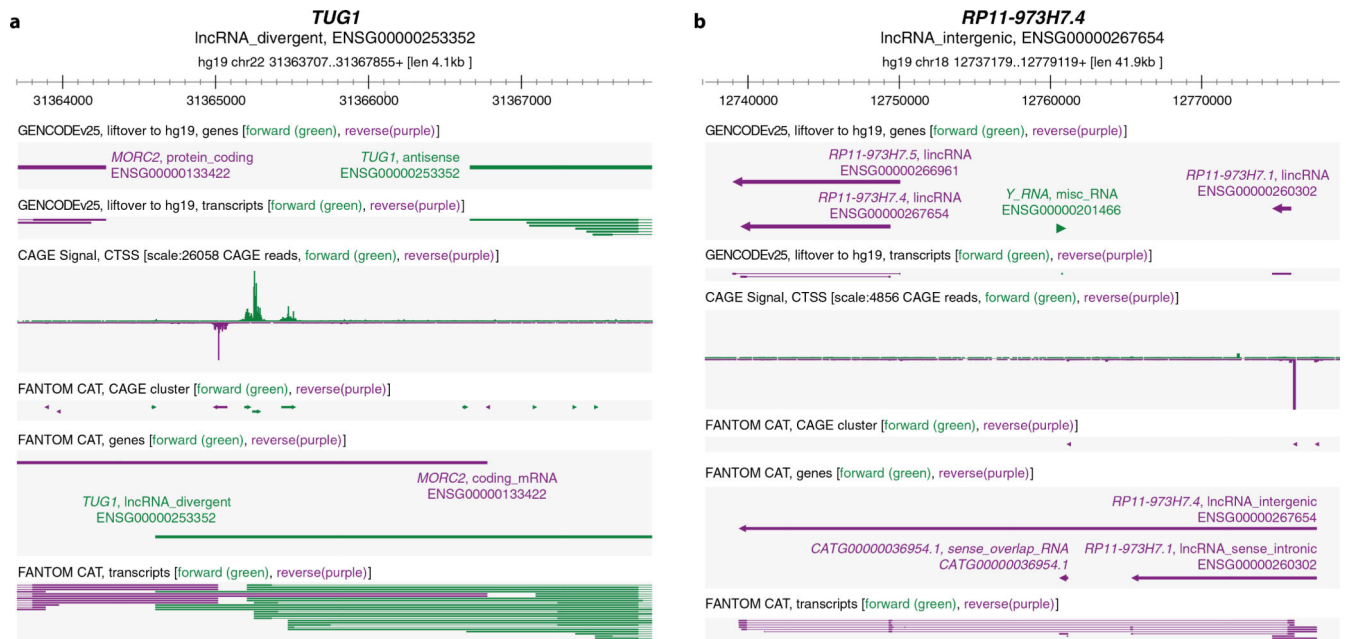 a
TUG1
lncRNA_divergent, ENSG00000253352
hg19 chr22 31363707..31367855+ [len 4.1kb ]
31364000 31365000 31366000 31367000
GENCODEv25, liftover to hg19, genes [forward (green), reverse(purple)]
MORC2, protein_coding
ENSG00000133422
TUG1, antisense
ENSG00000253352
GENCODEv25, liftover to hg19, transcripts [forward (green), reverse(purple)]
CAGE Signal, CTSS [scale:26058 CAGE reads, forward (green), reverse(purple)]
FANTOM CAT, CAGE cluster [forward (green), reverse(purple)]
FANTOM CAT, genes [forward (green), reverse(purple)]
MORC2, coding_mRNA
ENSG00000133422
TUG1, lncRNA_divergent
ENSG00000253352
FANTOM CAT, transcripts [forward (green), reverse(purple)]
b
RP11-973H7.4
lncRNA_intergenic, ENSG00000267654
hg19 chr18 12737179..12779119+ [len 41.9kb ]
12740000 12750000 12760000 12770000
GENCODEv25, liftover to hg19, genes [forward (green), reverse(purple)]
RP11-973H7.5, lincRNA
ENSG00000266961
RP11-973H7.4, lincRNA
ENSG00000267654
Y_RNA, misc_RNA
ENSG00000201466
RP11-973H7.1, lincRNA
ENSG00000260302
GENCODEv25, liftover to hg19, transcripts [forward (green), reverse(purple)]
CAGE Signal, CTSS [scale:4856 CAGE reads, forward (green), reverse(purple)]
FANTOM CAT, CAGE cluster [forward (green), reverse(purple)]
FANTOM CAT, genes [forward (green), reverse(purple)]
RP11-973H7.4, lncRNA_intergenic
ENSG00000267654
CATG00000036954.1, sense_overlap_RNA
CATG00000036954.1
RP11-973H7.1, lncRNA_sense_intronic
ENSG00000260302
FANTOM CAT, transcripts [forward (green), reverse(purple)]